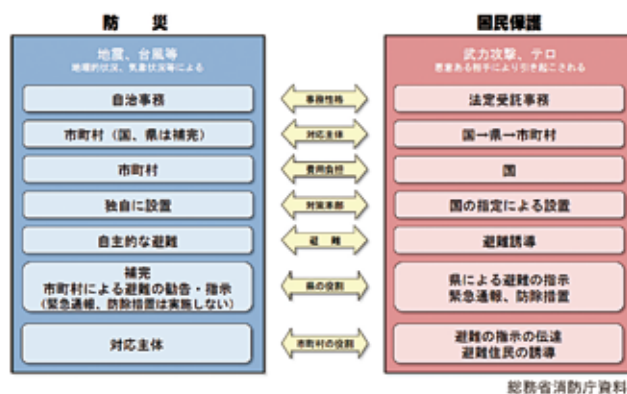 防 災
国民保護
地震、台風等
地域的状況、気象状況等による
武力攻撃、テロ
悪意ある相手により引き起こされる
自治事務
事務性格
法定受託事務
市町村（国、県は補完）
対応主体
国→県→市町村
市町村
費用負担
国
独自に設置
対策本部
国の指定による設置
自主的な避難
避 難
避難誘導
補完
市町村による避難の勧告・指示
（緊急通報、防除措置は実施しない）
県の役割
県による避難の指示
緊急通報、防除措置
対応主体
市町村の役割
避難の指示の伝達
避難住民の誘導
総務省消防庁資料